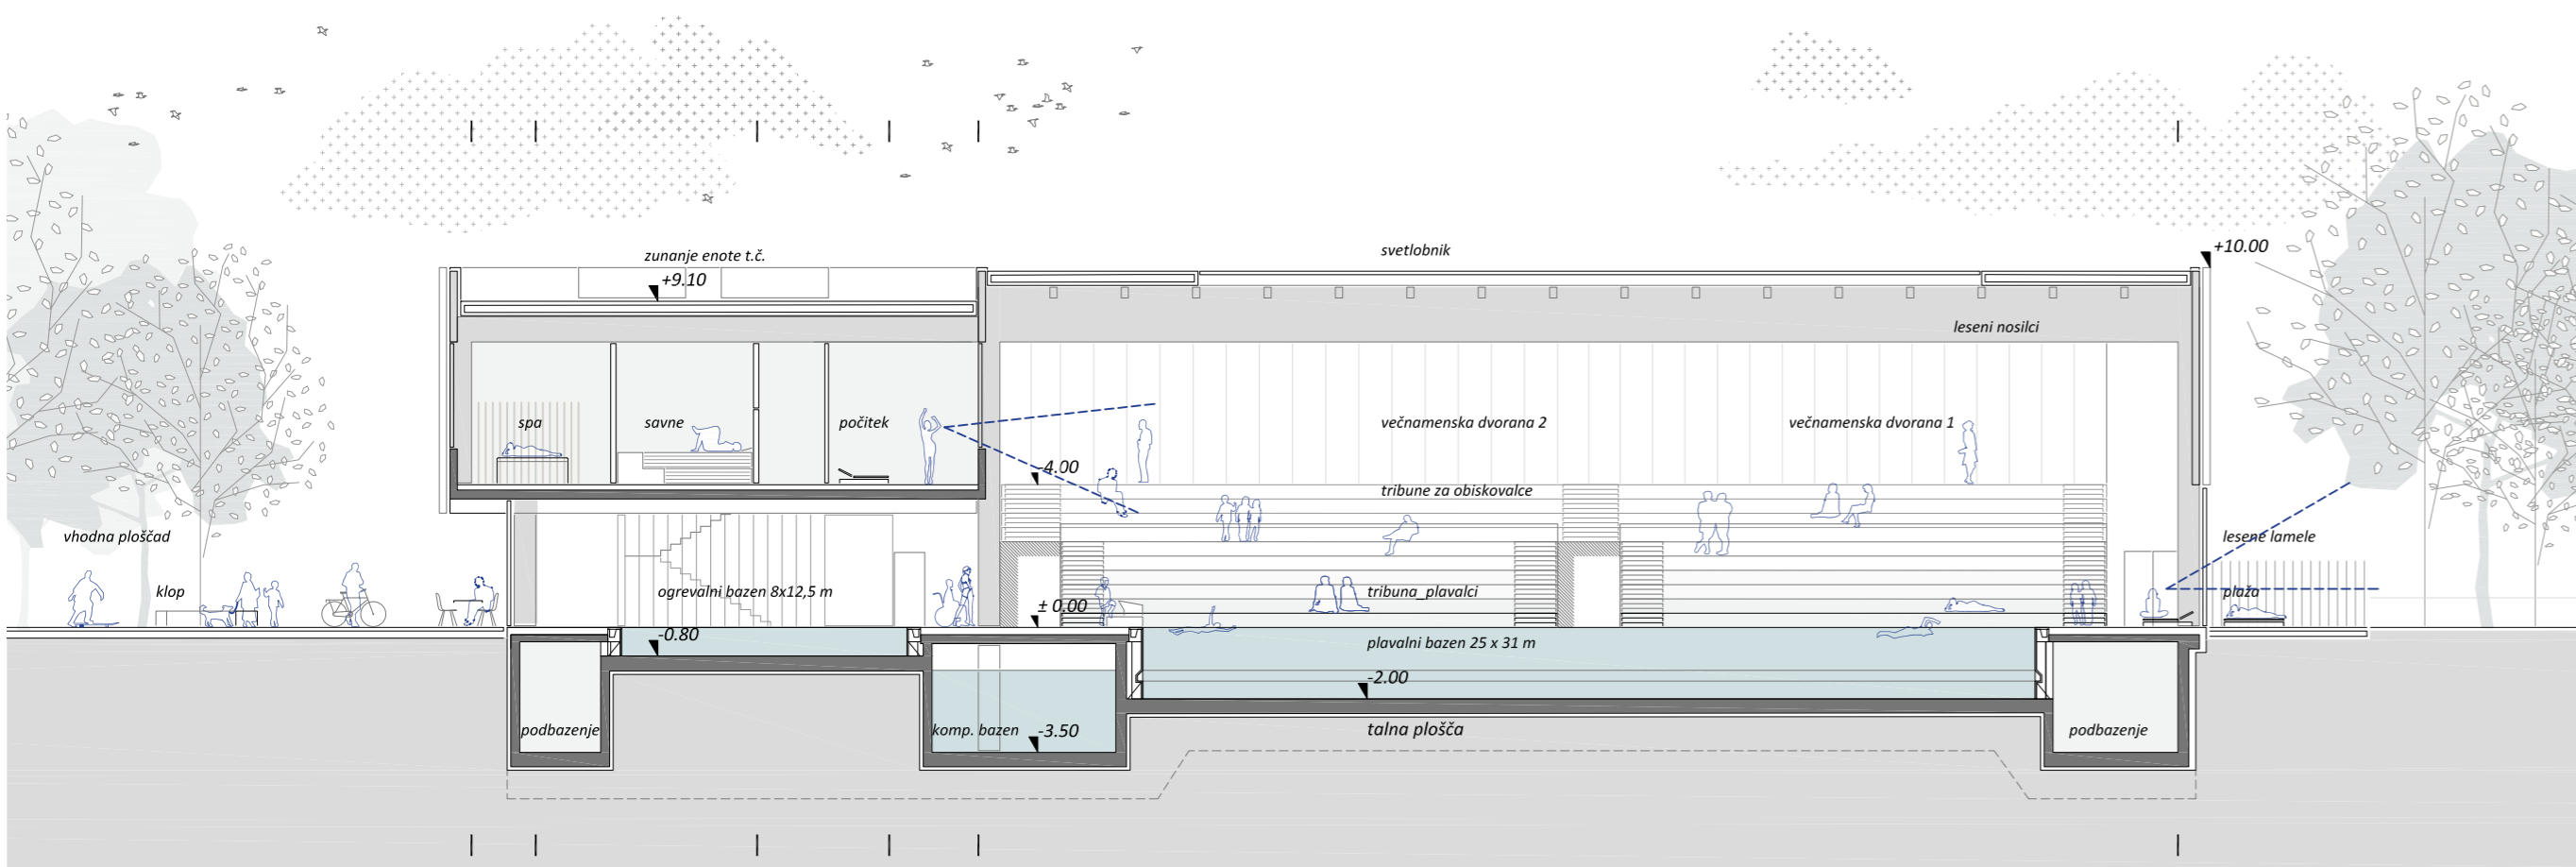 svetlobnik
+10.00
zunanje enote t.č.
+9.10
leseni nosilci
spa
savne
počitek
večnamenska dvorana 2
večnamenska dvorana 1
-4.00
tribune za obiskovalce
vhodna ploščad
lesene lamele
klop
ogrevalni bazen 8x12,5 m
tribuna_plavalci
plaža
± 0.00
-0.80
plavalni bazen 25 x 31 m
-2.00
podbazenje
komp. bazen
-3.50
talna plošča
podbazenje